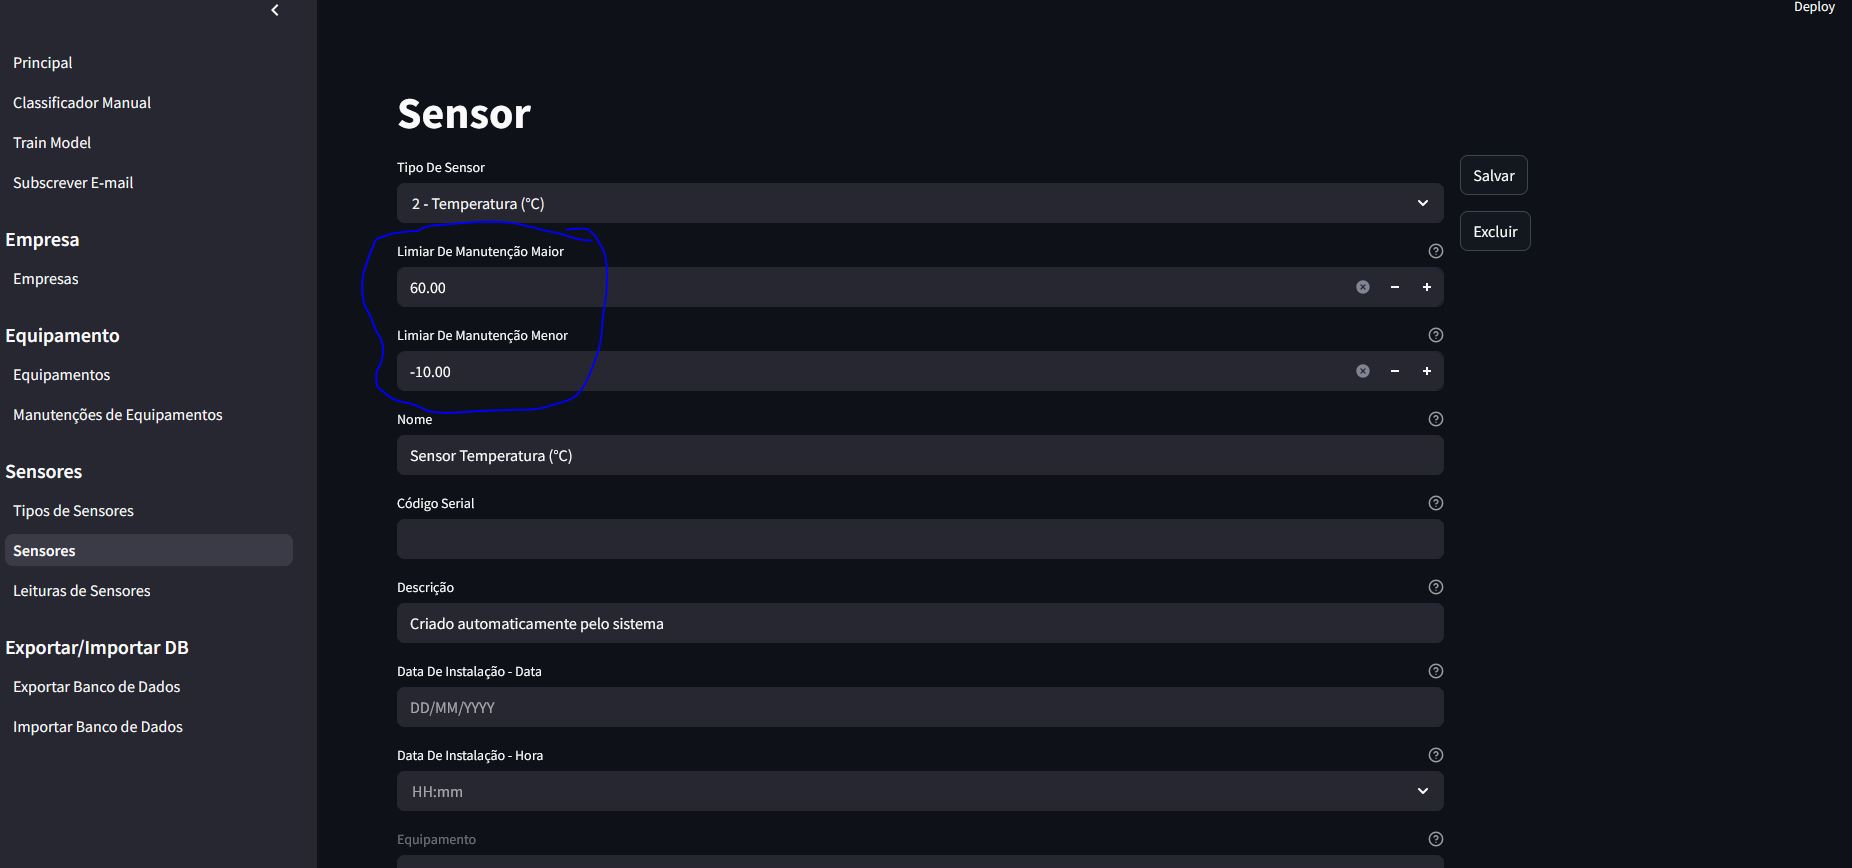 Deploy
Principal
Classificador Manual
Train Model
Subscrever E-mail
Empresa
Empresas
Equipamento
Equipamentos
Manutenções de Equipamentos
Sensores
Tipos de Sensores
Sensores
Leituras de Sensores
Exportar/Importar DB
Exportar Banco de Dados
Importar Banco de Dados
Sensor
Tipo De Sensor
2 - Temperatura (°C)
Limiar De Manutenção Maior
60.00
Limiar De Manutenção Menor
-10.00
Nome
Sensor Temperatura (°C)
Código Serial
Descrição
Criado automaticamente pelo sistema
Data De Instalação - Data
DD/MM/YYYY
Data De Instalação - Hora
HH:mm
Equipamento
Salvar
Excluir